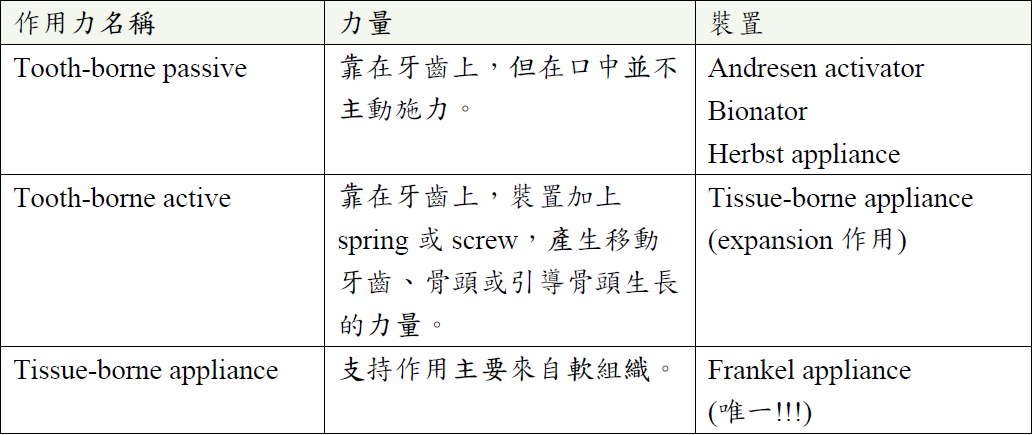 作用力名稱
力量
裝置
Tooth-borne passive
靠在牙齒上，但在口中並不
主動施力。
Andresen activator
Bionator
Herbst appliance
Tooth-borne active
靠在牙齒上，裝置加上
spring 或 screw，產生移動
牙齒、骨頭或引導骨頭生長
的力量。
Tissue-borne appliance
(expansion 作用)
Tissue-borne appliance
支持作用主要來自軟組織。
Frankel appliance
(唯一!!!)